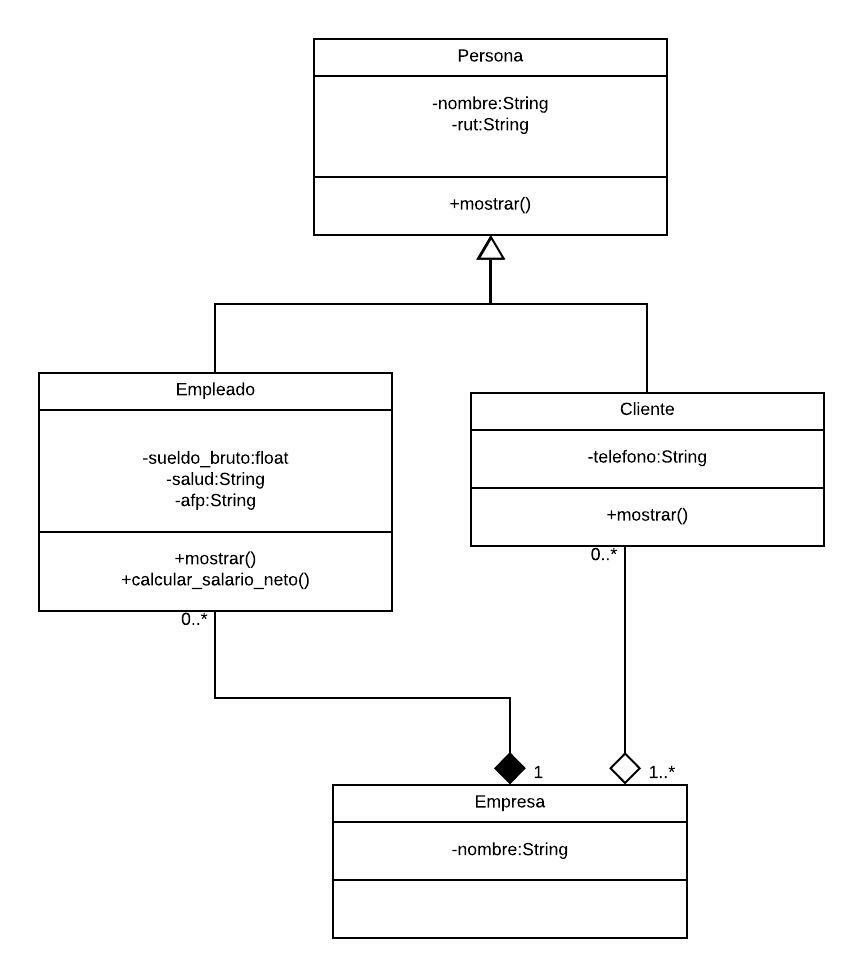 Persona
-nombre:String
-rut:String
+mostrar()
Empleado
-sueldo_bruto:float
-salud:String
-afp:String
+mostrar()
+calcular_salario_neto()
0..*
Cliente
-telefono:String
+mostrar()
0..*
1
1..*
Empresa
-nombre:String